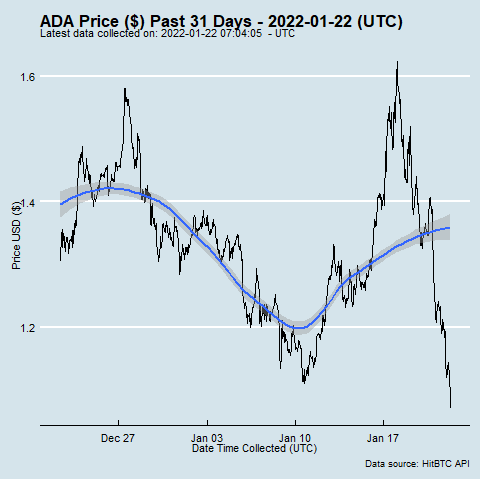 ADA Price ($) Past 31 Days - 2022-01-22 (UTC)
Latest data collected on: 2022-01-22 07:04:05 - UTC
1.6
1.4
1.2
Price USD ($)
Dec 27
Jan 03
Jan 10
Jan 17
Date Time Collected (UTC)
Data source: HitBTC API